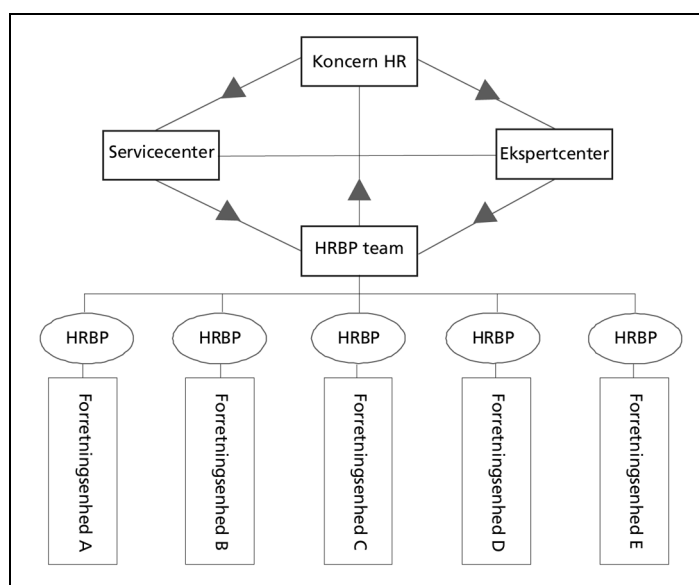 Koncern HR
Servicecenter
Ekspertcenter
HRBP team
HRBP
HRBP
HRBP
HRBP
HRBP
Forretningsenhed A
Forretningsenhed B
Forretningsenhed C
Forretningsenhed D
Forretningsenhed E